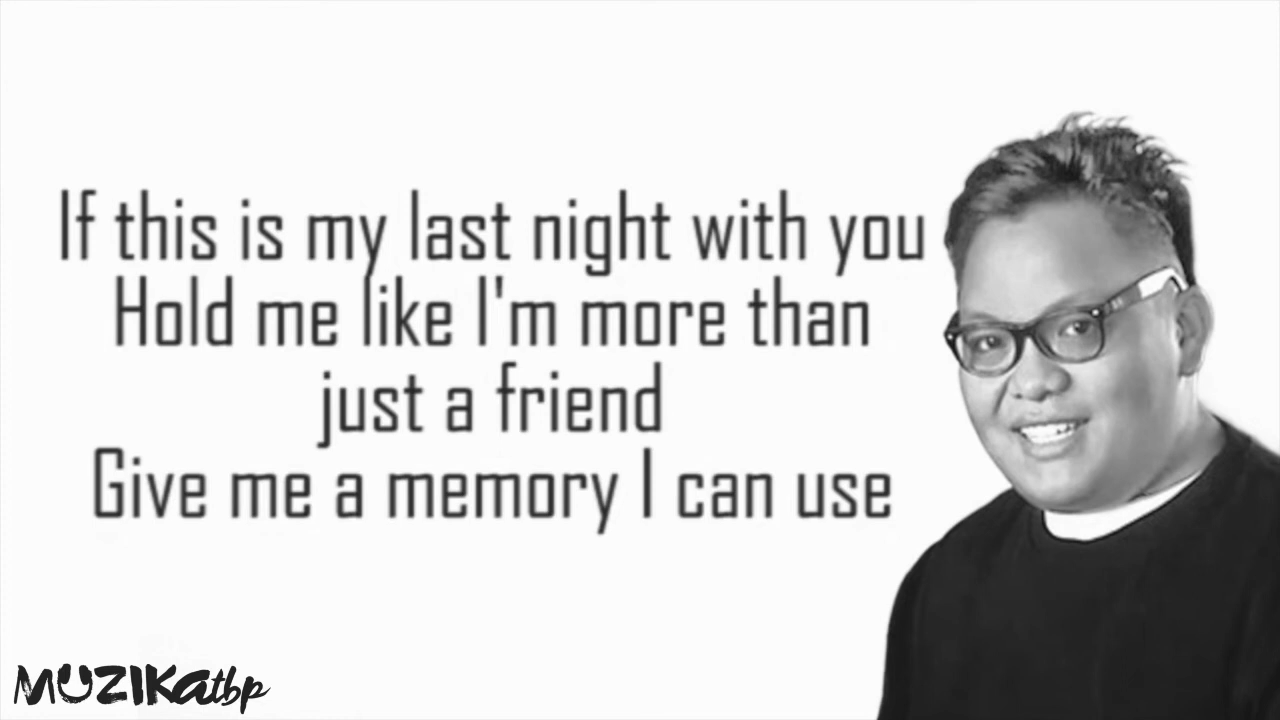 If this is my last night with you
Hold me like I'm more than
just a friend
Give me a memory I can use
MUZIKAtbp